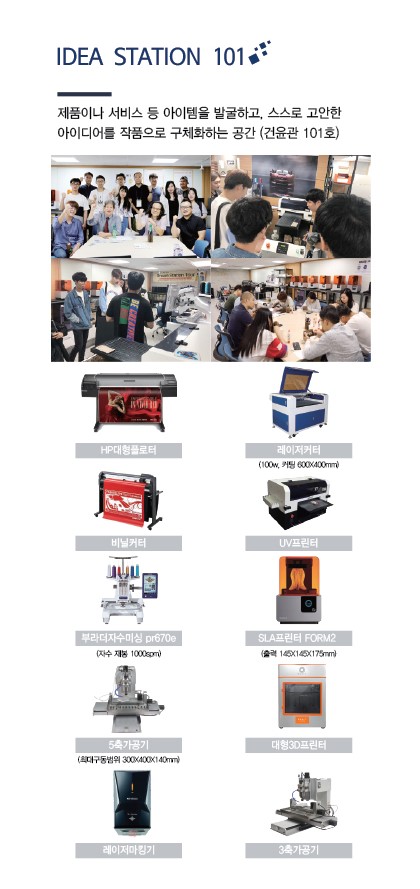 IDEA STATION 101
제품이나 서비스 등 아이템을 발굴하고, 스스로 고안한
아이디어를 작품으로 구체화하는 공간 (건윤관 101호)
HP대형플로터
레이저커터
(100w, 커팅 600X400mm)
비닐커터
UV프린터
부라더자수미싱 pr670e
SLA프린터 FORM2
(자수 재봉 1000spm)
(출력 145X145X175mm)
5축가공기
대형3D프린터
(최대구동범위 300X400X140mm)
레이저마킹기
3축가공기